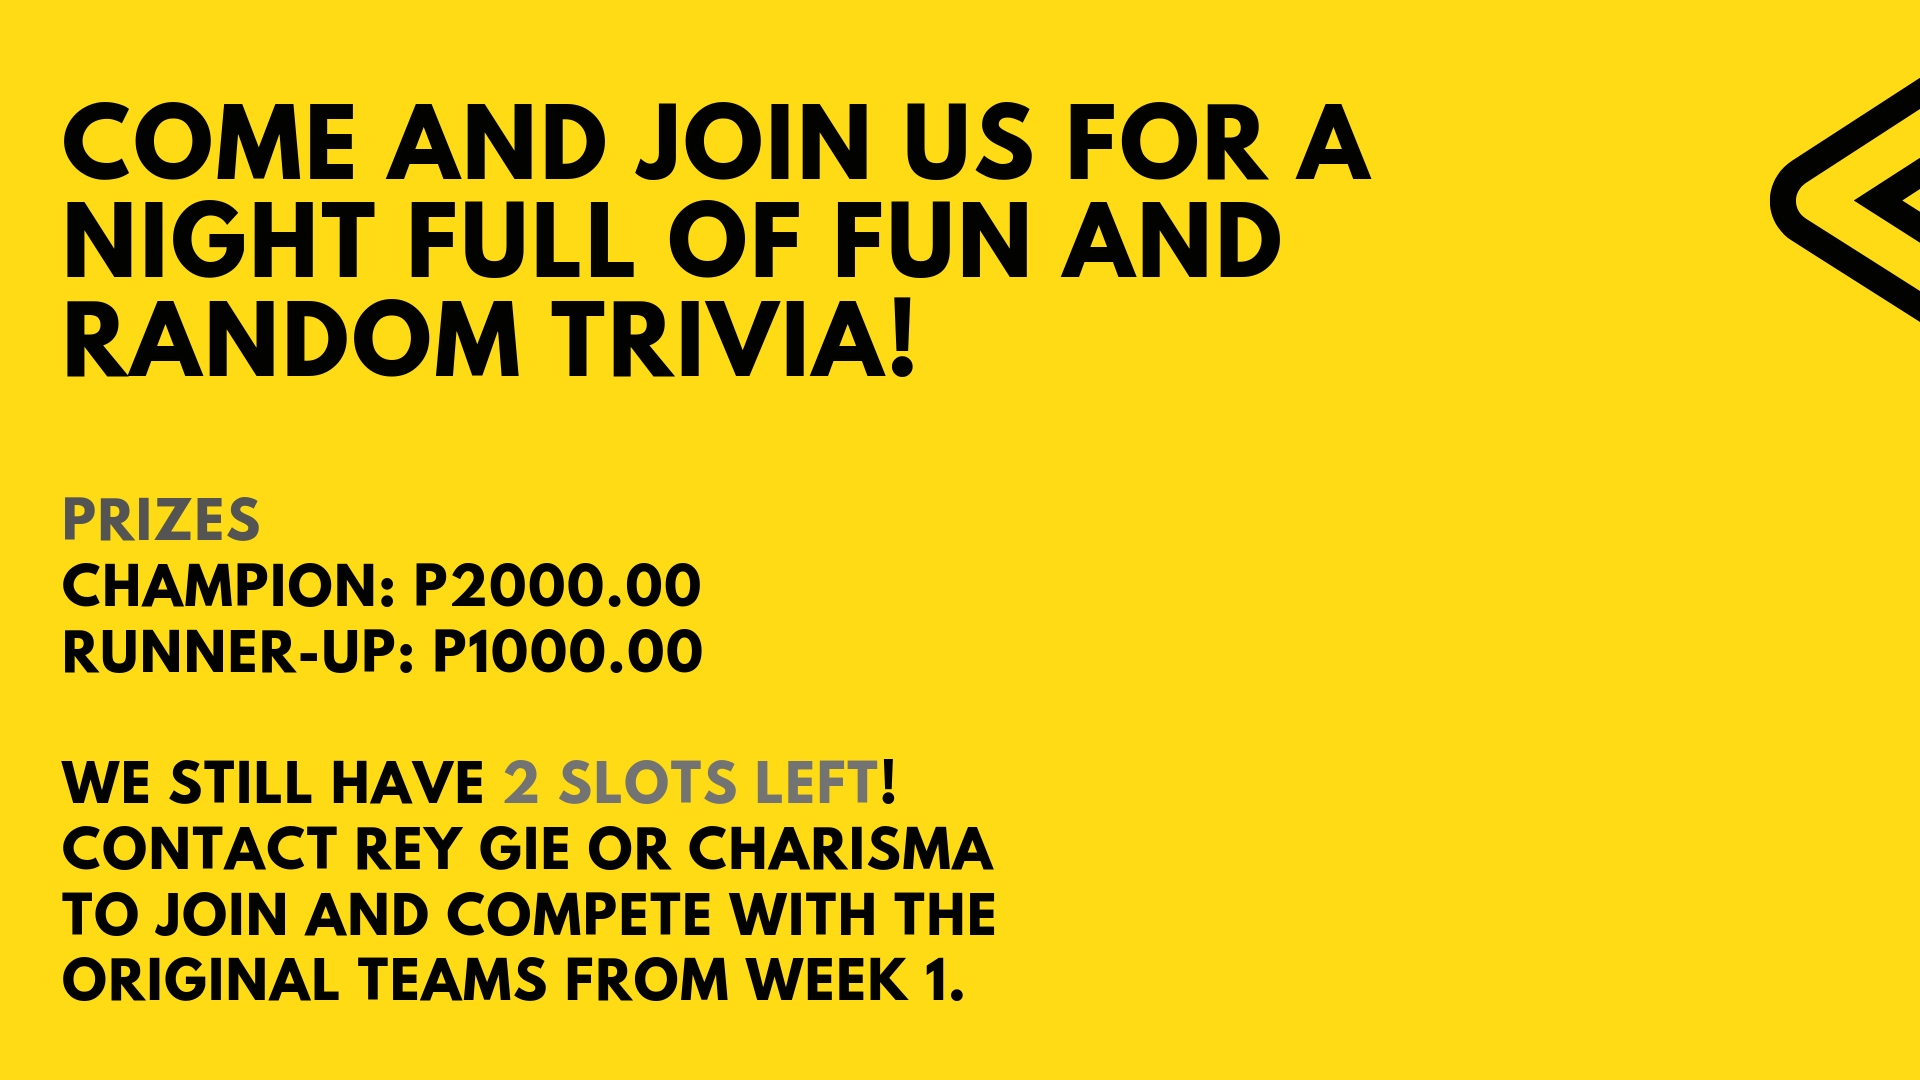 COME AND JOIN US FOR A
NIGHT FULL OF FUN AND
RANDOM TRIVIA!
PRIZES
CHAMPION: P2000.00
RUNNER-UP: P1000.00
WE STILL HAVE 2 SLOTS LEFT!
CONTACT REY GIE OR CHARISMA
TO JOIN AND COMPETE WITH THE
ORIGINAL TEAMS FROM WEEK 1.